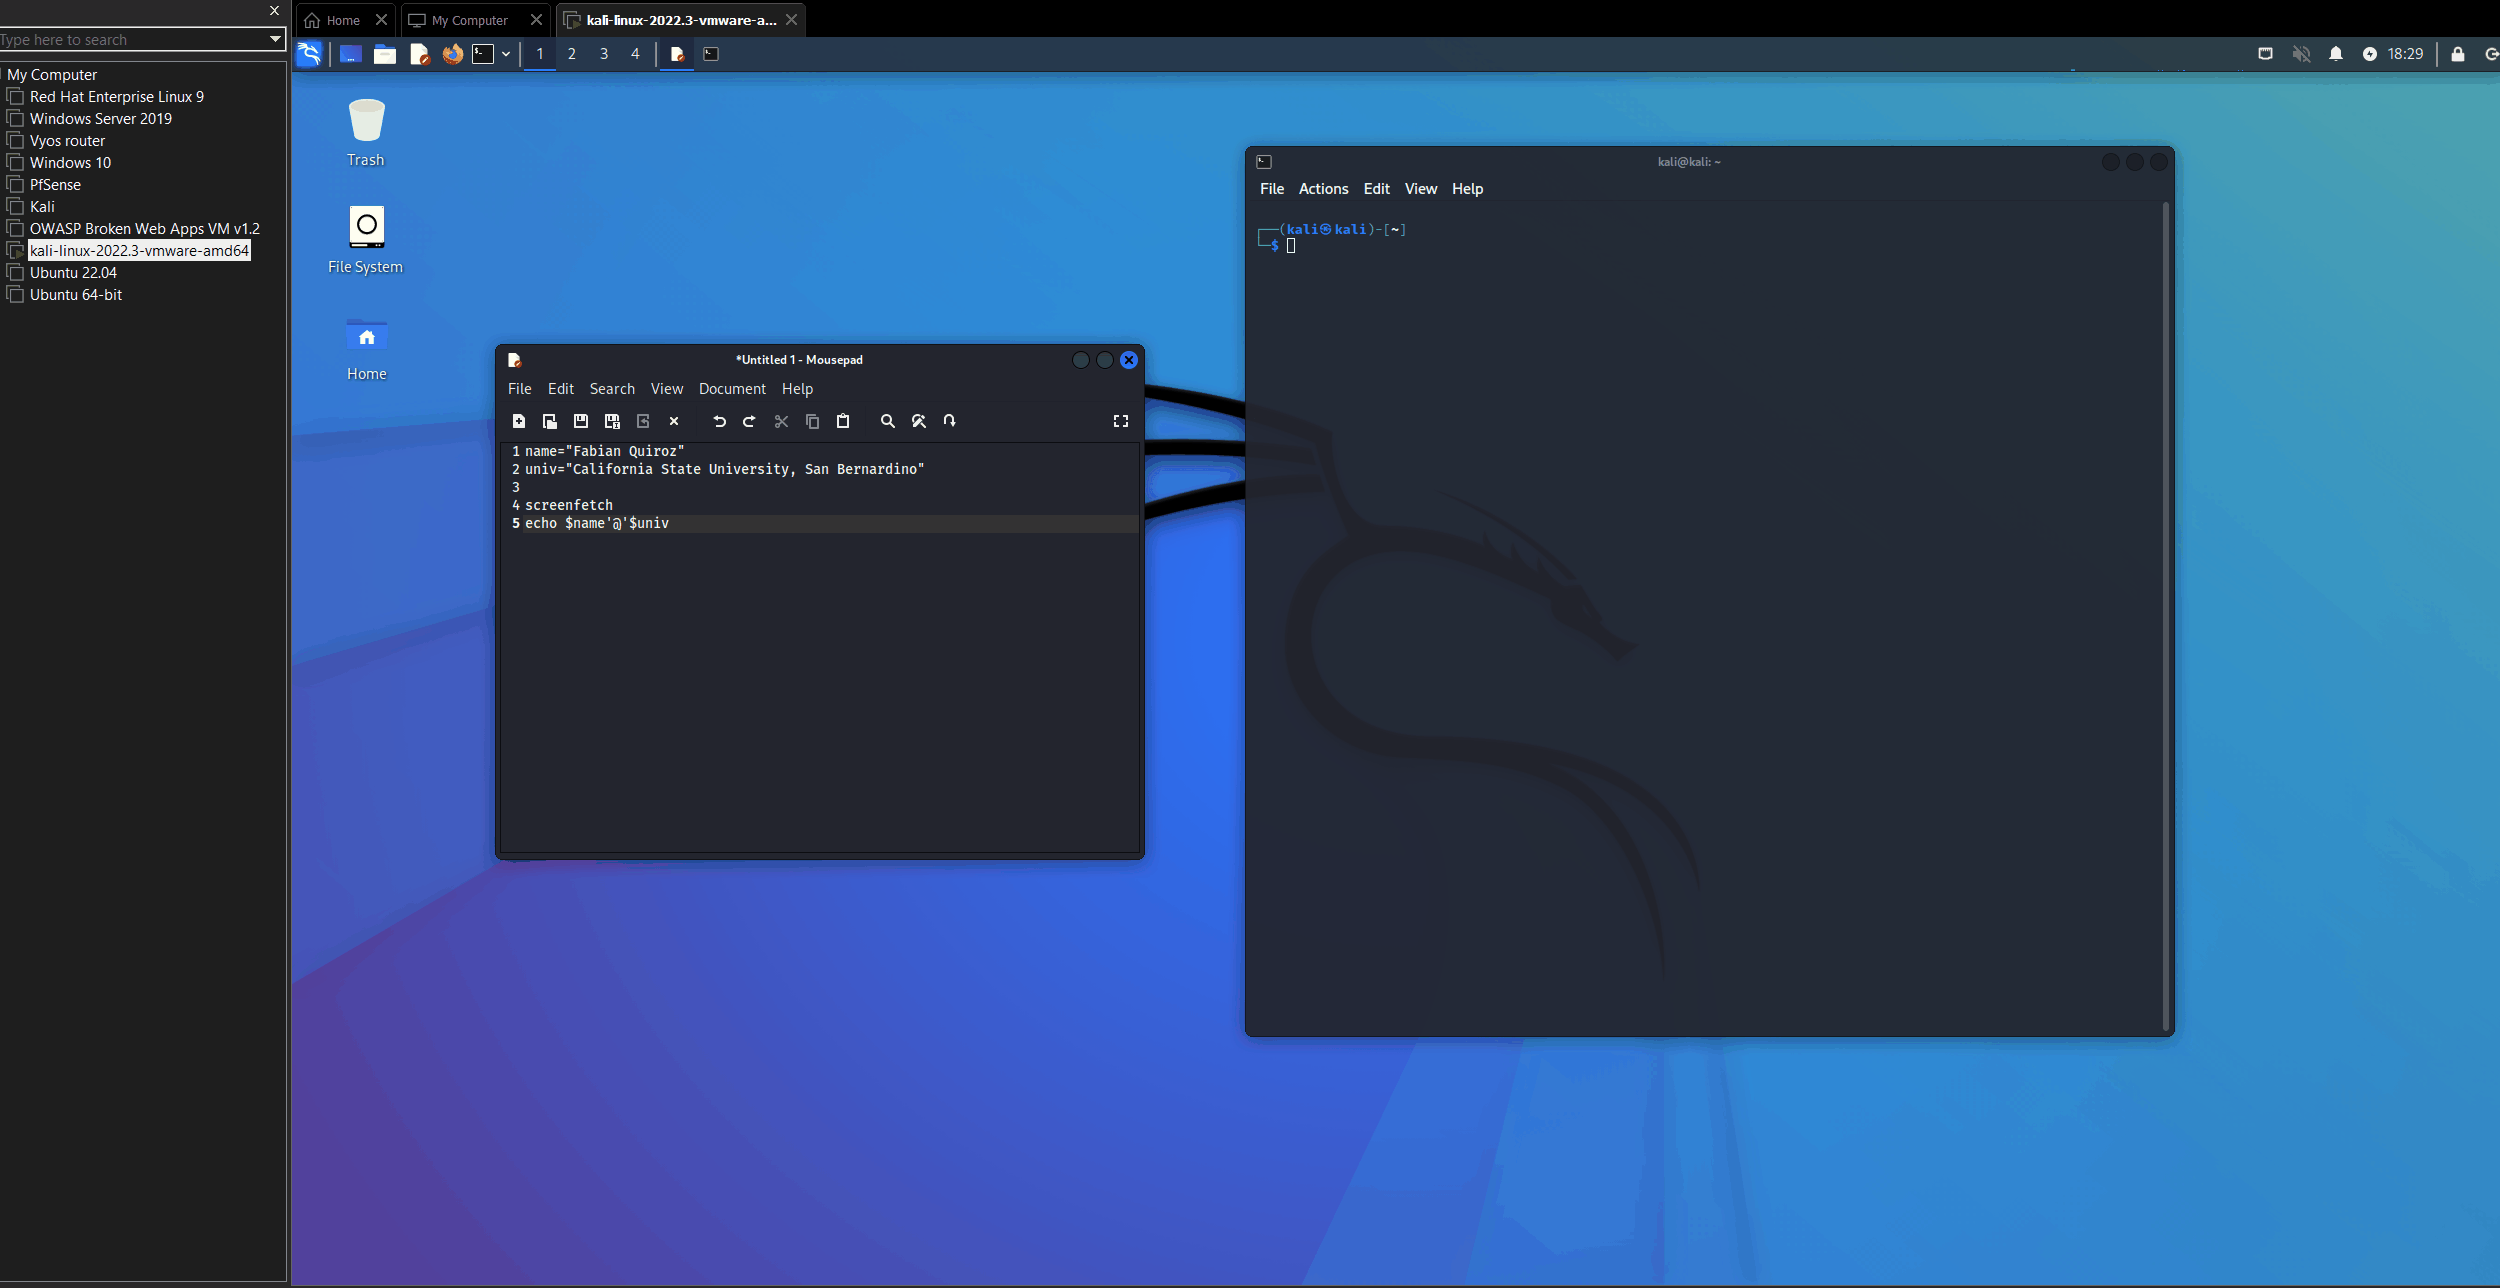 X
Type here to search
My Computer
Red Hat Enterprise Linux 9
Windows Server 2019
Vyos router
Windows 10
PfSense
Kali
OWASP Broken Web Apps VM v1.2
kali-linux-2022.3-vmware-amd64
Ubuntu 22.04
Ubuntu 64-bit
Home
My Computer
kali-linux-2022.3-vmware-a...
1 2 3 4
18:29
Trash
File System
Home
*Untitled 1 - Mousepad
File Edit Search View Document Help
1 name="Fabian Quiroz"
2 univ="California State University, San Bernardino"
3
4 screenfetch
5 echo $name'@'$univ
kali@kali: ~
File Actions Edit View Help
┌──(kali㉿kali)-[~]
└─$